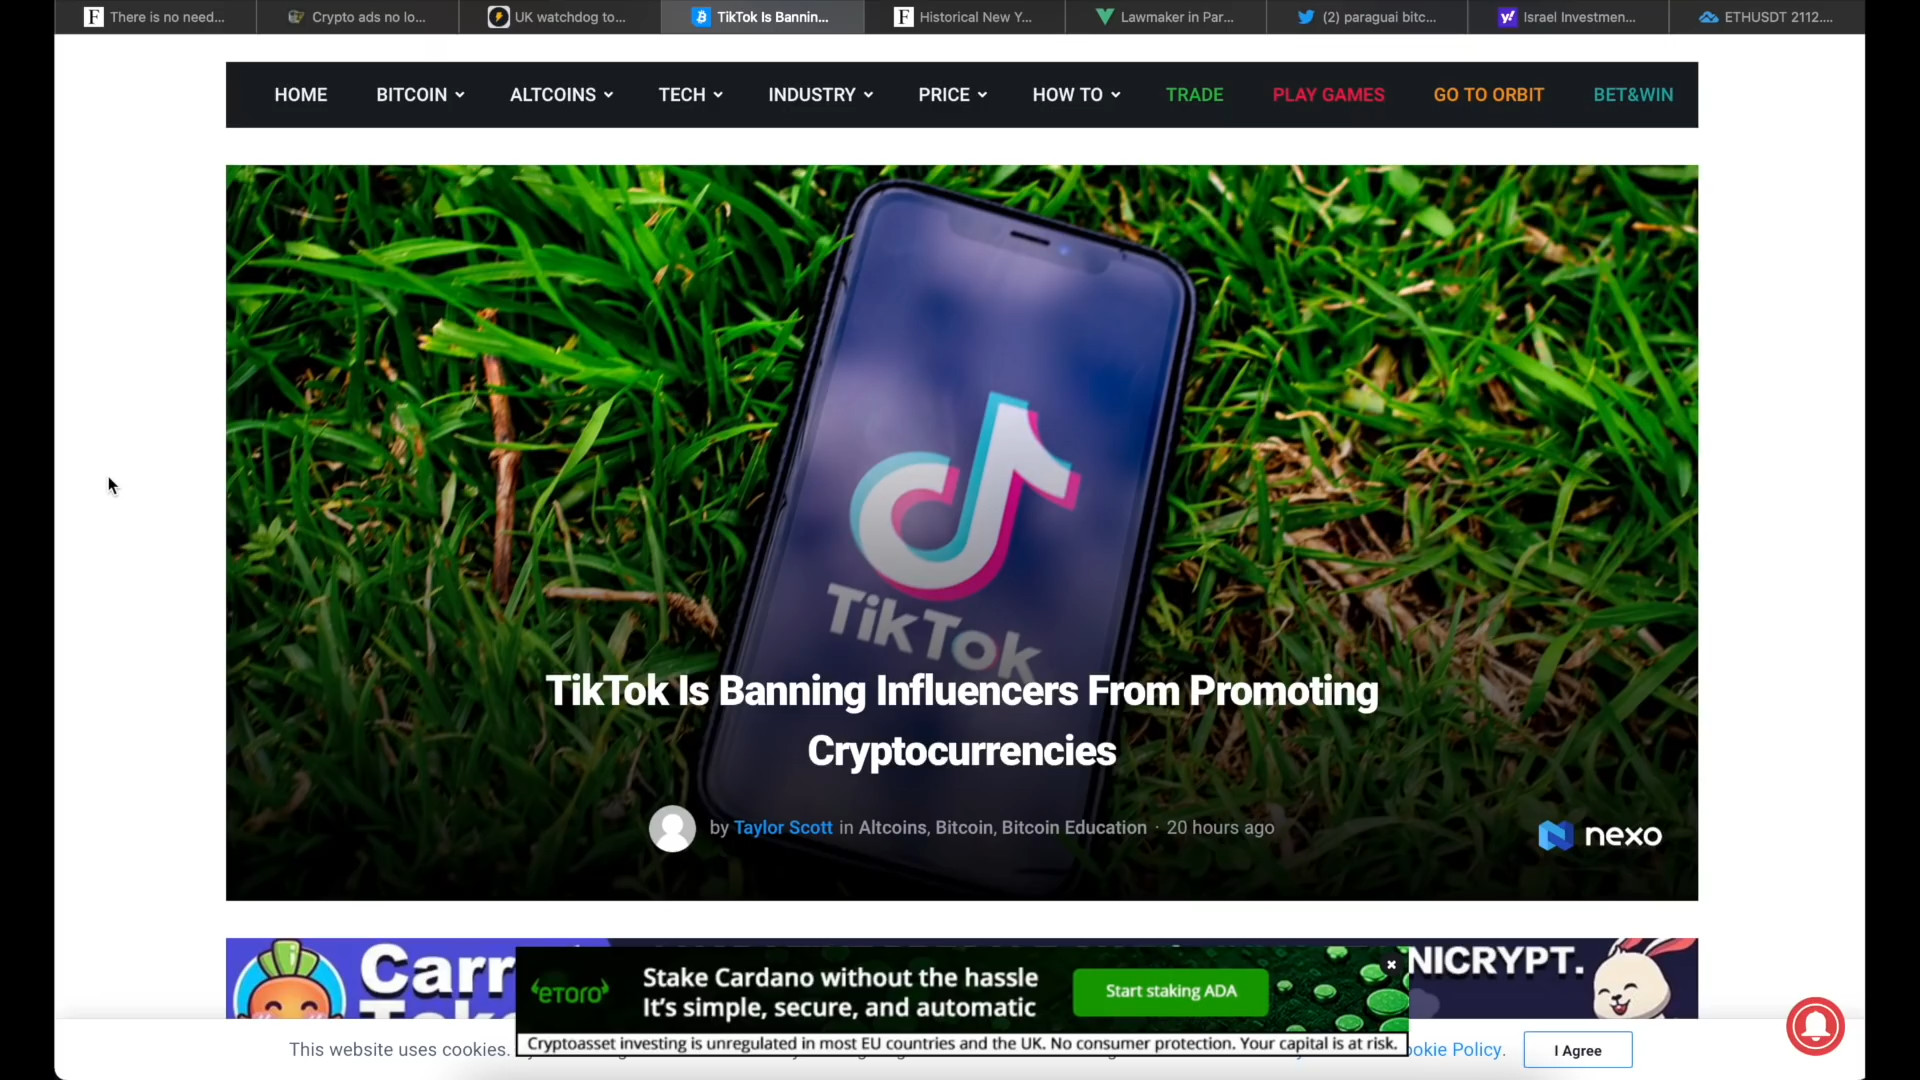 There is no need...
Crypto ads no lo...
UK watchdog to...
TikTok Is Bannin...
Historical New Y...
Lawmaker in Par...
(2) paraguai bitc...
Israel Investmen...
ETHUSDT 2112....
HOME BITCOIN ALTCOINS TECH INDUSTRY PRICE HOW TO TRADE PLAY GAMES GO TO ORBIT BET&WIN
TikTok
TikTok Is Banning Influencers From Promoting
Cryptocurrencies
by Taylor Scott in Altcoins, Bitcoin, Bitcoin Education · 20 hours ago
nexo
Carr
NICRYPT.
eToro
Stake Cardano without the hassle
It's simple, secure, and automatic
Start staking ADA
Cryptoasset investing is unregulated in most EU countries and the UK. No consumer protection. Your capital is at risk.
This website uses cookies.
ookie Policy.
I Agree